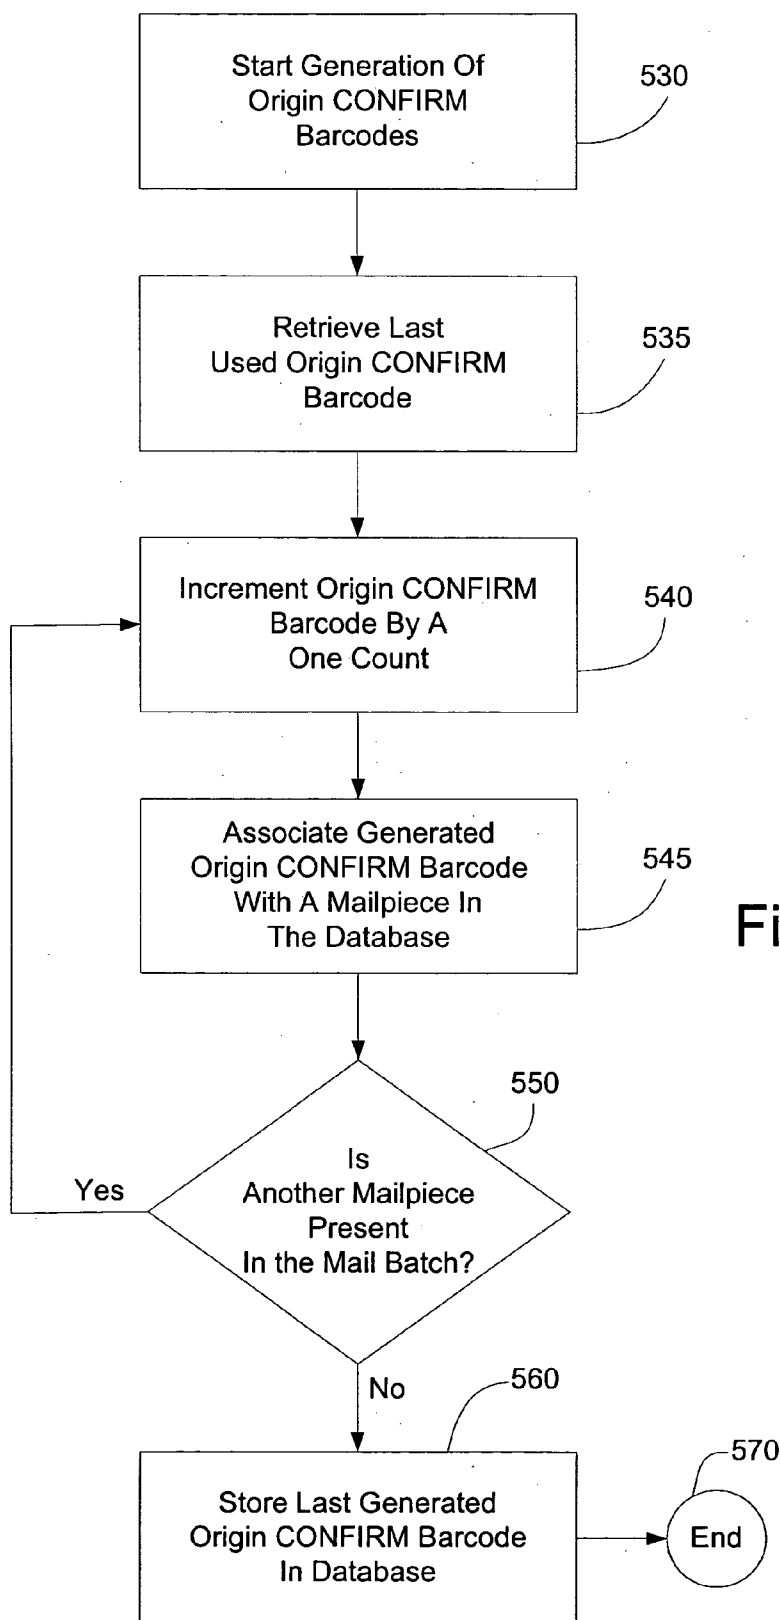 Start Generation Of
Origin CONFIRM
Barcodes
530
Retrieve Last
Used Origin CONFIRM
Barcode
535
Increment Origin CONFIRM
Barcode By A
One Count
540
Associate Generated
Origin CONFIRM Barcode
With A Mailpiece In
The Database
545
Fi
550
Is
Another Mailpiece
Present
In the Mail Batch?
Yes
No
560
Store Last Generated
Origin CONFIRM Barcode
In Database
570
End